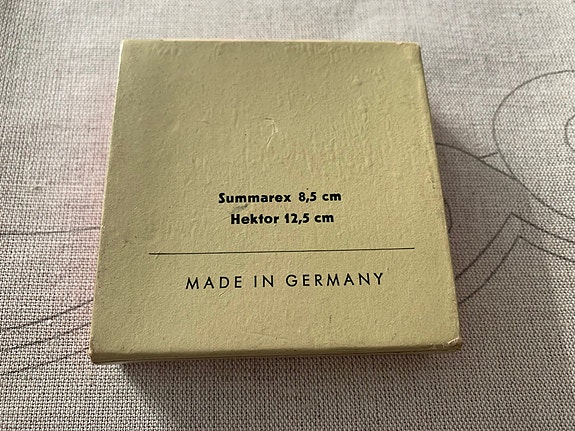 Summarex 8,5 cm
Hektor 12,5 cm
MADE IN GERMANY